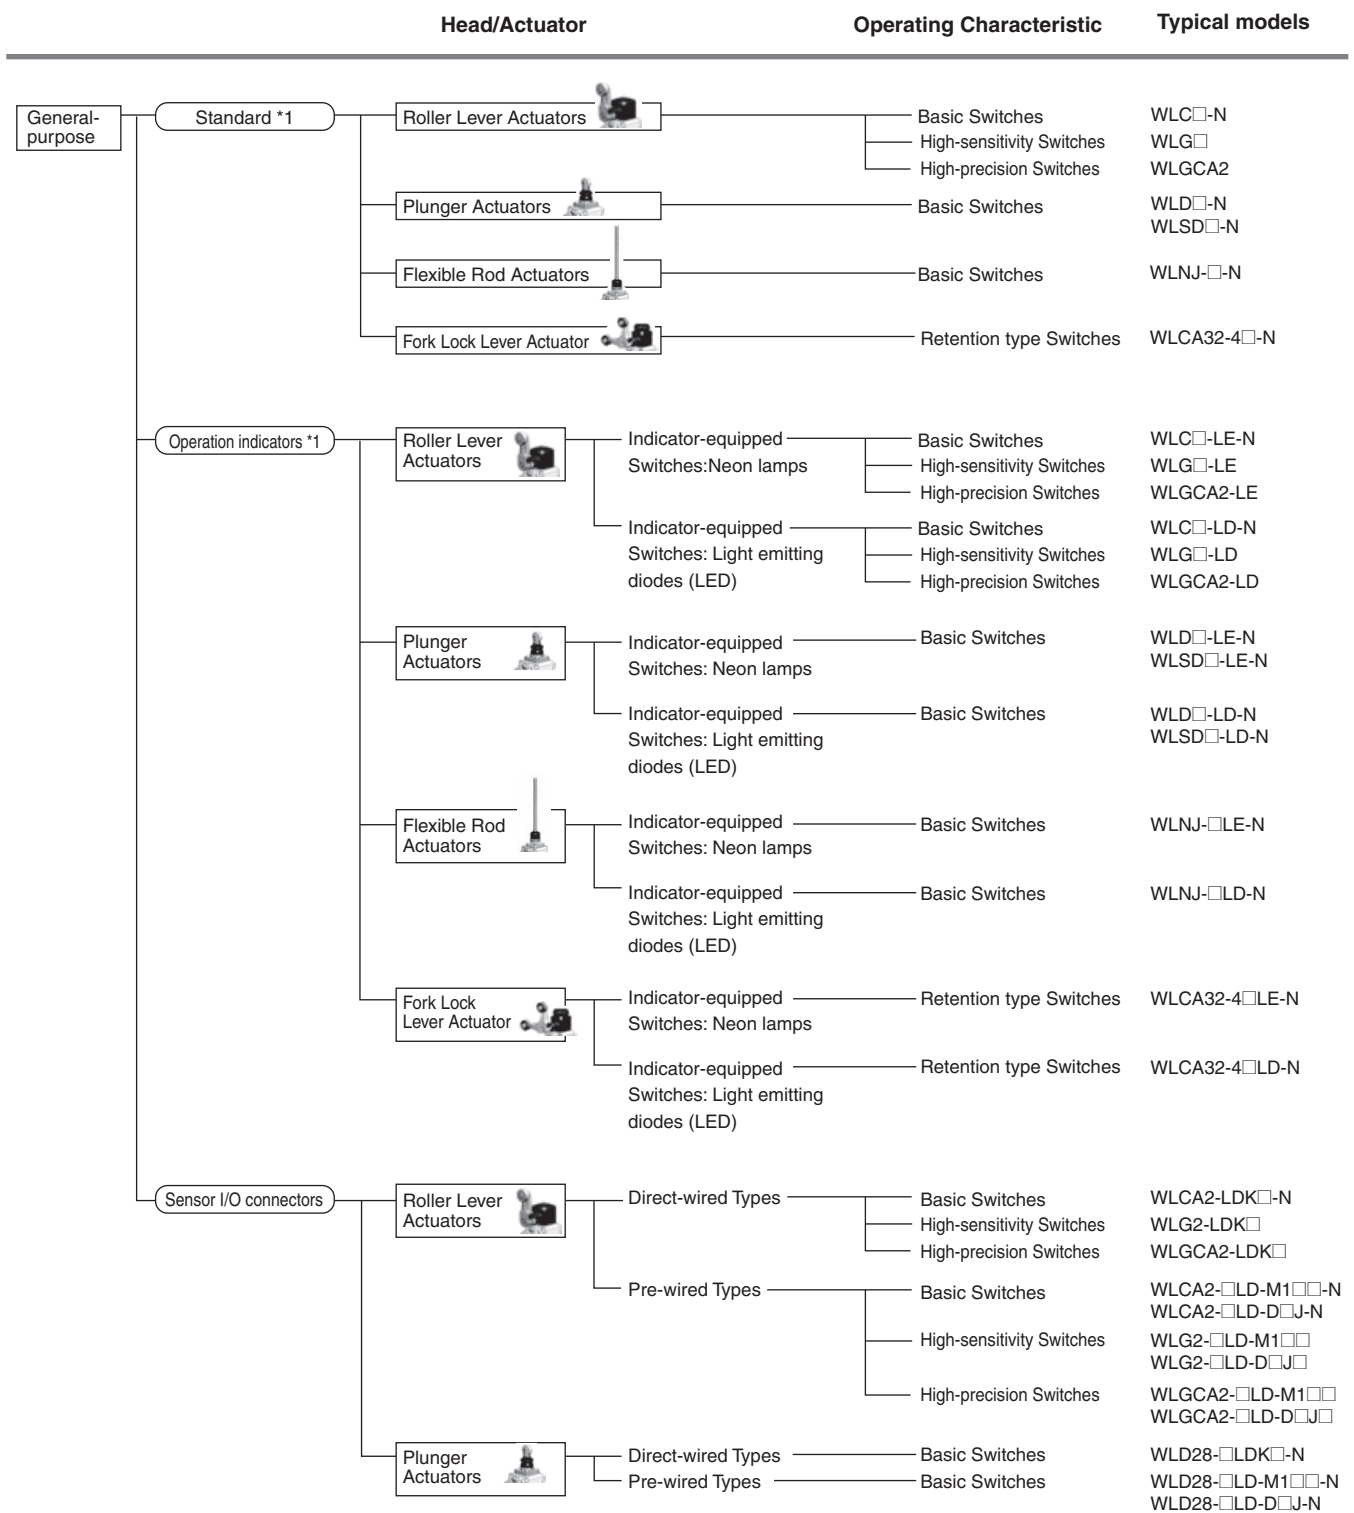 Head/Actuator Operating Characteristic Typical models
General-purpose
Standard *1
Roller Lever Actuators
Basic Switches WLC□-N
High-sensitivity Switches WLG□
High-precision Switches WLGCA2
Plunger Actuators
Basic Switches WLD□-N
WLSD□-N
Flexible Rod Actuators
Basic Switches WLNJ-□-N
Fork Lock Lever Actuator
Retention type Switches WLCA32-4□-N
Operation indicators *1
Roller Lever
Actuators
Indicator-equipped
Switches:Neon lamps
Basic Switches WLC□-LE-N
High-sensitivity Switches WLG□-LE
High-precision Switches WLGCA2-LE
Indicator-equipped
Switches: Light emitting
diodes (LED)
Basic Switches WLC□-LD-N
High-sensitivity Switches WLG□-LD
High-precision Switches WLGCA2-LD
Plunger
Actuators
Indicator-equipped
Switches: Neon lamps
Basic Switches WLD□-LE-N
WLSD□-LE-N
Indicator-equipped
Switches: Light emitting
diodes (LED)
Basic Switches WLD□-LD-N
WLSD□-LD-N
Flexible Rod
Actuators
Indicator-equipped
Switches: Neon lamps
Basic Switches WLNJ-□LE-N
Indicator-equipped
Switches: Light emitting
diodes (LED)
Basic Switches WLNJ-□LD-N
Fork Lock
Lever Actuator
Indicator-equipped
Switches: Neon lamps
Retention type Switches WLCA32-4□LE-N
Indicator-equipped
Switches: Light emitting
diodes (LED)
Retention type Switches WLCA32-4□LD-N
Sensor I/O connectors
Roller Lever
Actuators
Direct-wired Types
Basic Switches WLCA2-LDK□-N
High-sensitivity Switches WLG2-LDK□
High-precision Switches WLGCA2-LDK□
Pre-wired Types
Basic Switches WLCA2-□LD-M1□□-N
WLCA2-□LD-D□J-N
High-sensitivity Switches WLG2-□LD-M1□□
WLG2-□LD-D□J□
High-precision Switches WLGCA2-□LD-M1□□
WLGCA2-□LD-D□J□
Plunger
Actuators
Direct-wired Types Basic Switches WLD28-□LDK□-N
Pre-wired Types Basic Switches WLD28-□LD-M1□□-N
WLD28-□LD-D□J-N